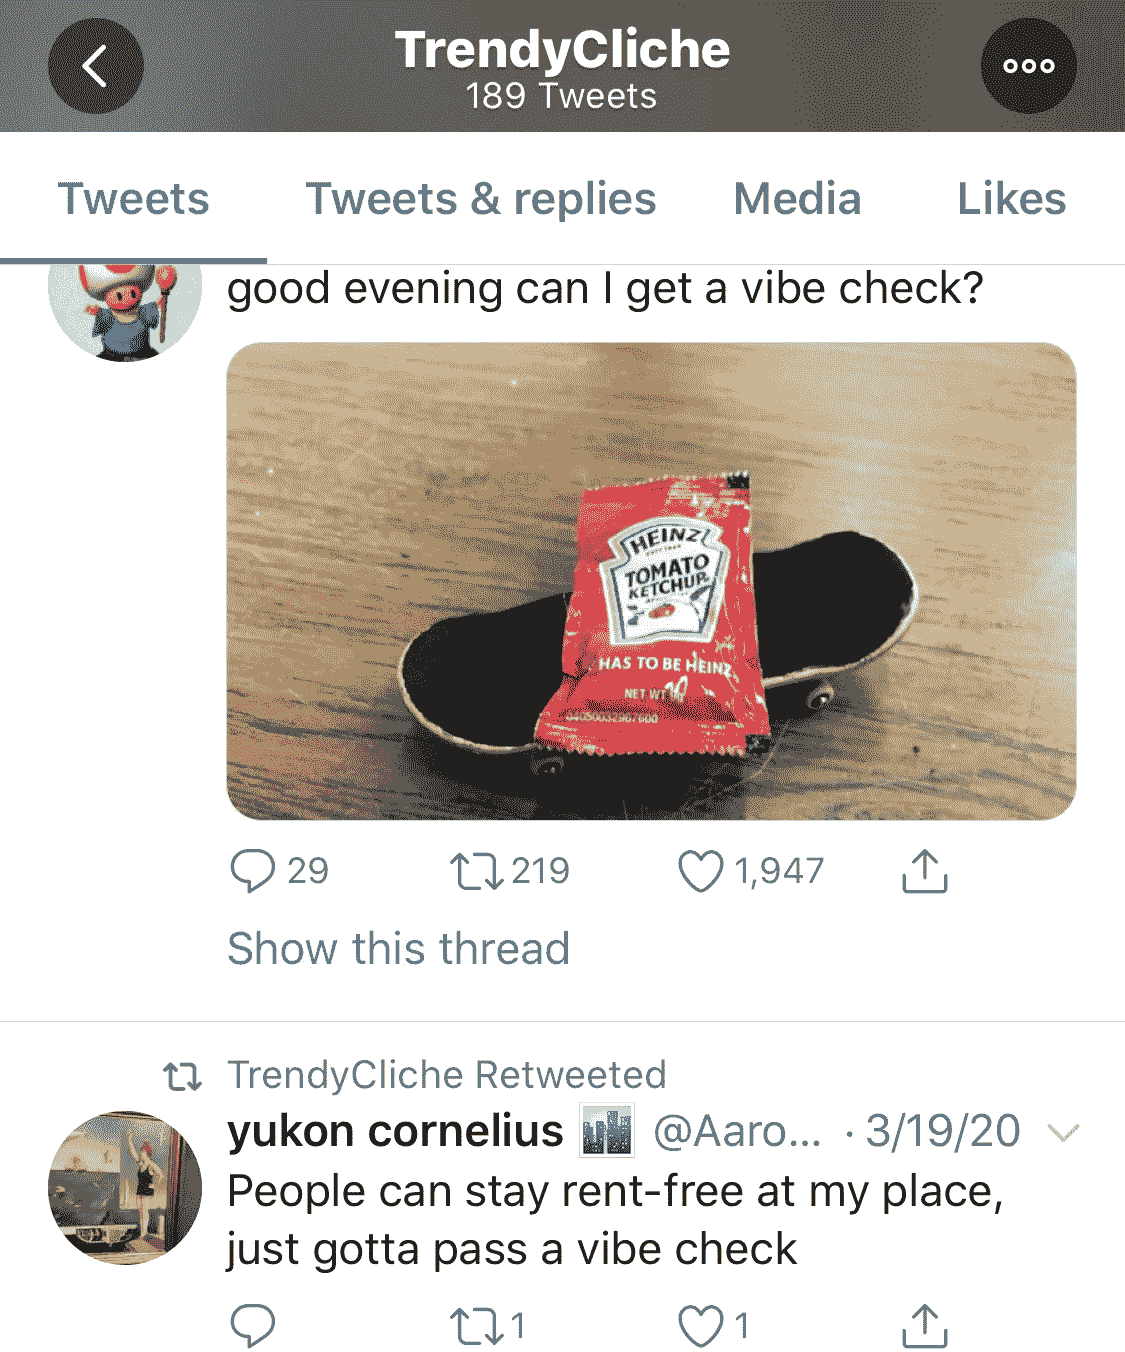 TrendyCliche
189 Tweets
Tweets Tweets & replies Media Likes
good evening can I get a vibe check?
HEINZ
TOMATO
KETCHUP
HAS TO BE HEINZ
NET WT
29 219 1,947
Show this thread
TrendyCliche Retweeted
yukon cornelius 🏙️ @Aaro... · 3/19/20
People can stay rent-free at my place,
just gotta pass a vibe check
1 1